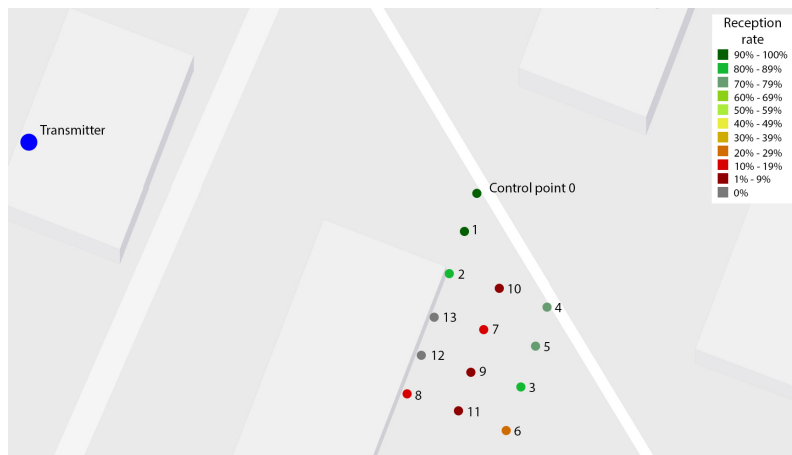 Reception
rate
90% - 100%
80% - 89%
70% - 79%
60% - 69%
50% - 59%
40% - 49%
30% - 39%
20% - 29%
10% - 19%
1% - 9%
0%
Transmitter
Control point 0
1
2
10
4
13
7
5
12
9
3
8
11
6